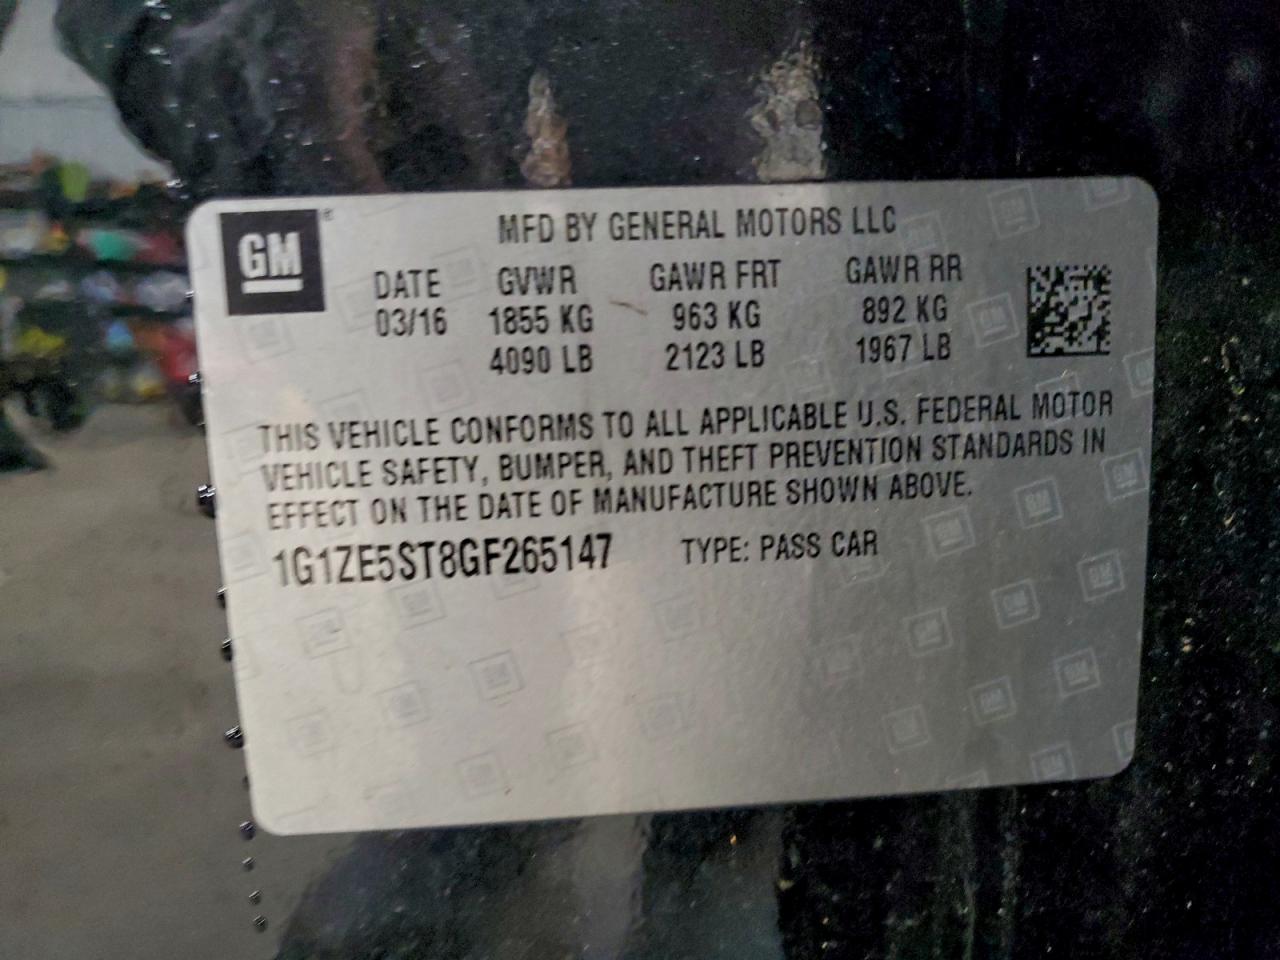 GM®
MFD BY GENERAL MOTORS LLC
DATE GVWR GAWR FRT GAWR RR
03/16 1855 KG 963 KG 892 KG
4090 LB 2123 LB 1967 LB
THIS VEHICLE CONFORMS TO ALL APPLICABLE U.S. FEDERAL MOTOR
VEHICLE SAFETY, BUMPER, AND THEFT PREVENTION STANDARDS IN
EFFECT ON THE DATE OF MANUFACTURE SHOWN ABOVE.
1G1ZE5ST8GF265147 TYPE: PASS CAR